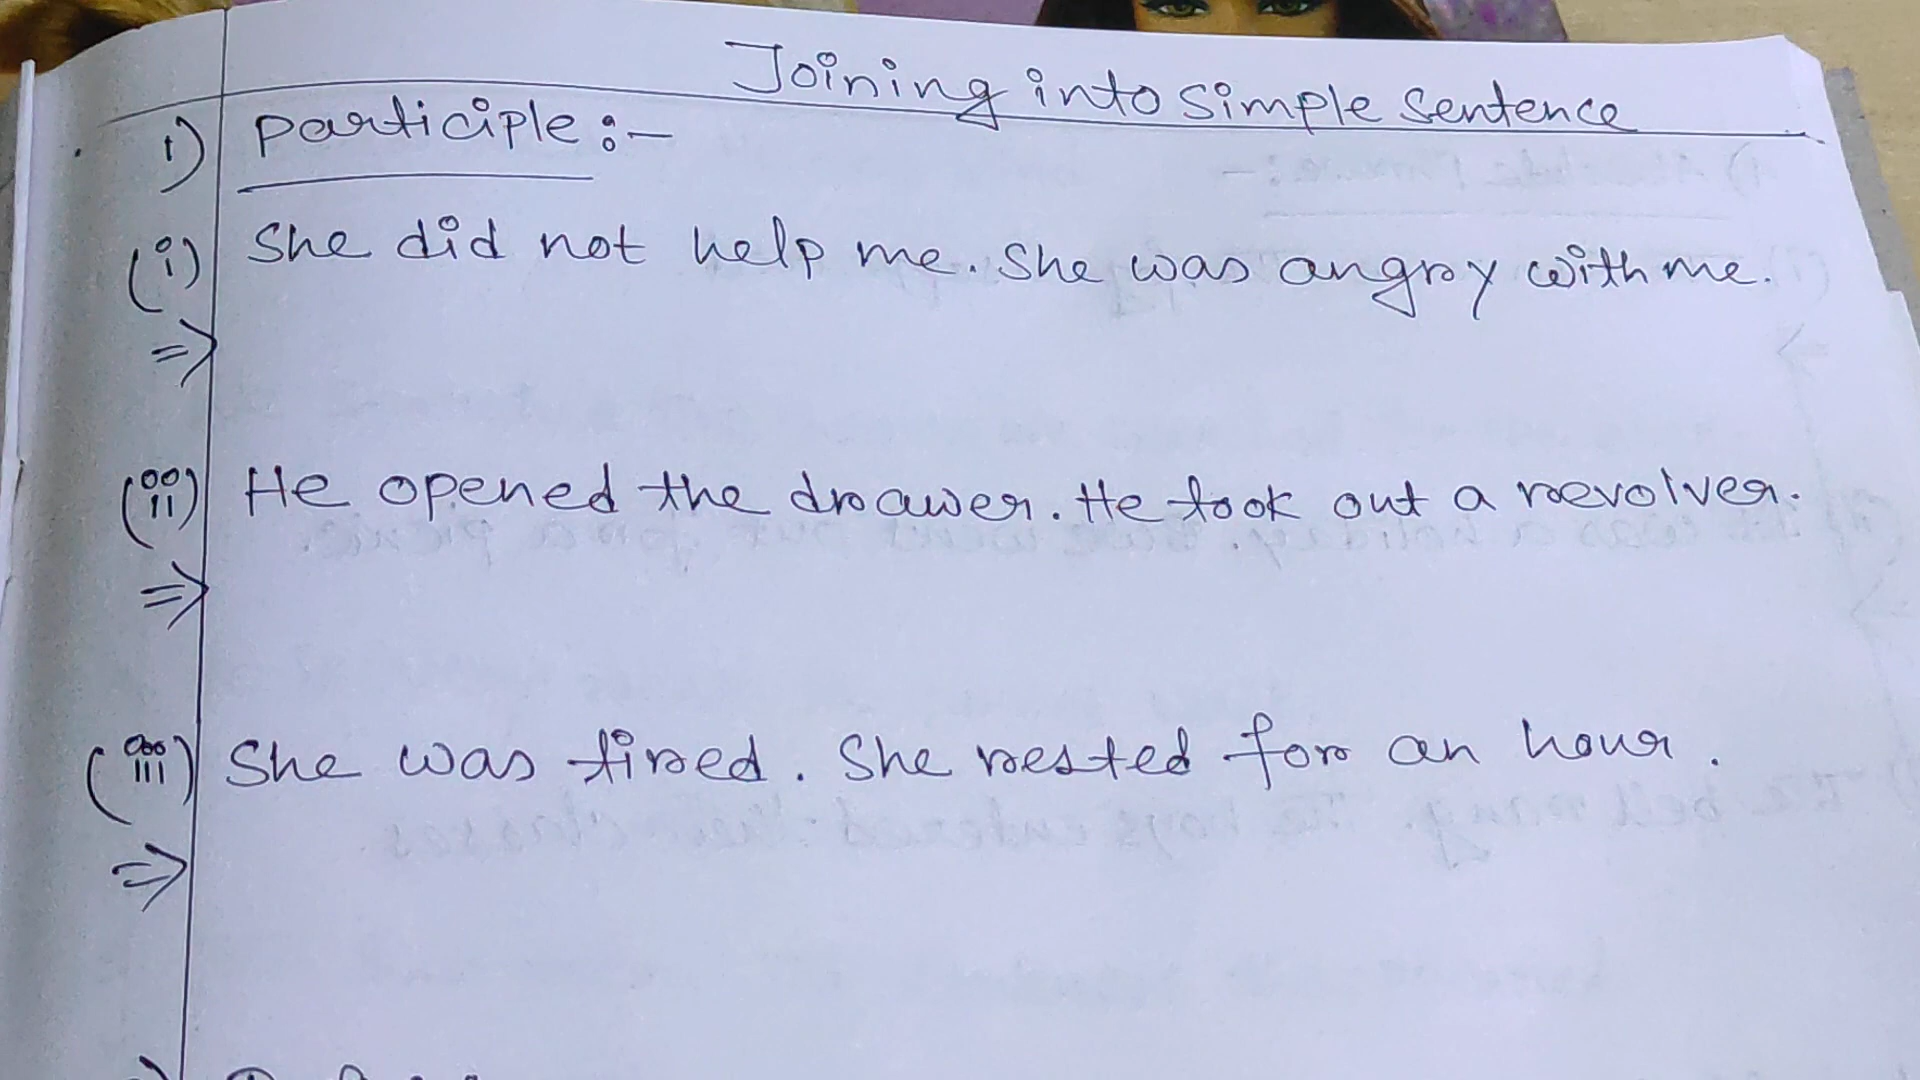 Joining into Simple Sentence
1) Participle :-
(i) She did not help me. She was angry with me.
⇒
(ii) He opened the drawer. He took out a revolver.
⇒
(iii) She was tired. She rested for an hour.
⇒